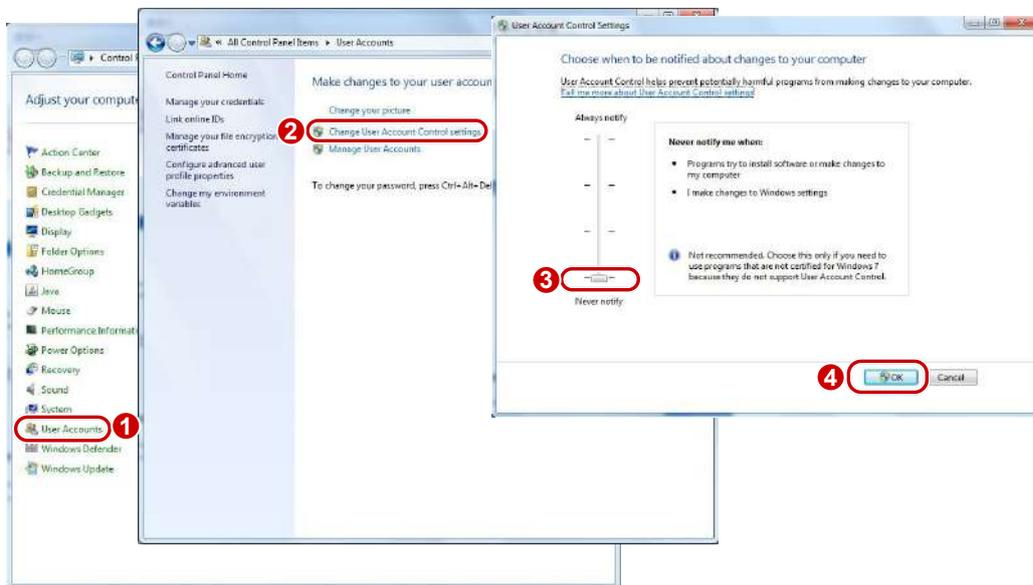 Control
Adjust your comput
Action Center
Backup and Restore
Credential Manager
Desktop Gadgets
Display
Folder Options
HomeGroup
Java
Mouse
Performance Informati
Power Options
Recovery
Sound
System
User Accounts
1
Windows Defender
Windows Update
« All Control Panel Items ▸ User Accounts
Control Panel Home
Manage your credentials
Link online IDs
Manage your file encryption
certificates
Configure advanced user
profile properties
Change my environment
variables
Make changes to your user accoun
Change your picture
2
Change User Account Control settings
Manage User Accounts
To change your password, press Ctrl+Alt+Del
User Account Control Settings
Choose when to be notified about changes to your computer
User Account Control helps prevent potentially harmful programs from making changes to your computer.
Tell me more about User Account Control settings
Always notify
Never notify me when:
• Programs try to install software or make changes to
my computer
• I make changes to Windows settings
Not recommended. Choose this only if you need to
use programs that are not certified for Windows 7
because they do not support User Account Control.
3
Never notify
4
OK
Cancel